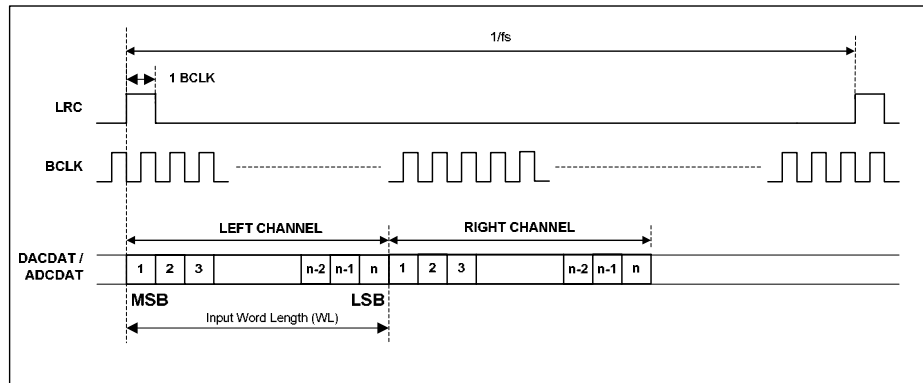 1/fs
1 BCLK
LRC
BCLK
LEFT CHANNEL RIGHT CHANNEL
DACDAT /
ADCDAT
1 2 3 n-2 n-1 n 1 2 3 n-2 n-1 n
MSB LSB
Input Word Length (WL)